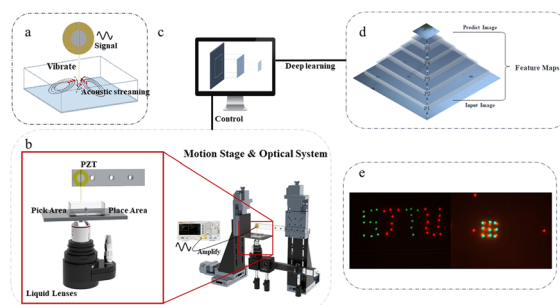 a
Signal
Vibrate
Acoustic streaming
c
Deep learning
Control
d
Predict Image
Feature Maps
Input Image
b
Motion Stage & Optical System
PZT
Pick Area
Place Area
Amplify
Liquid Lenses
e